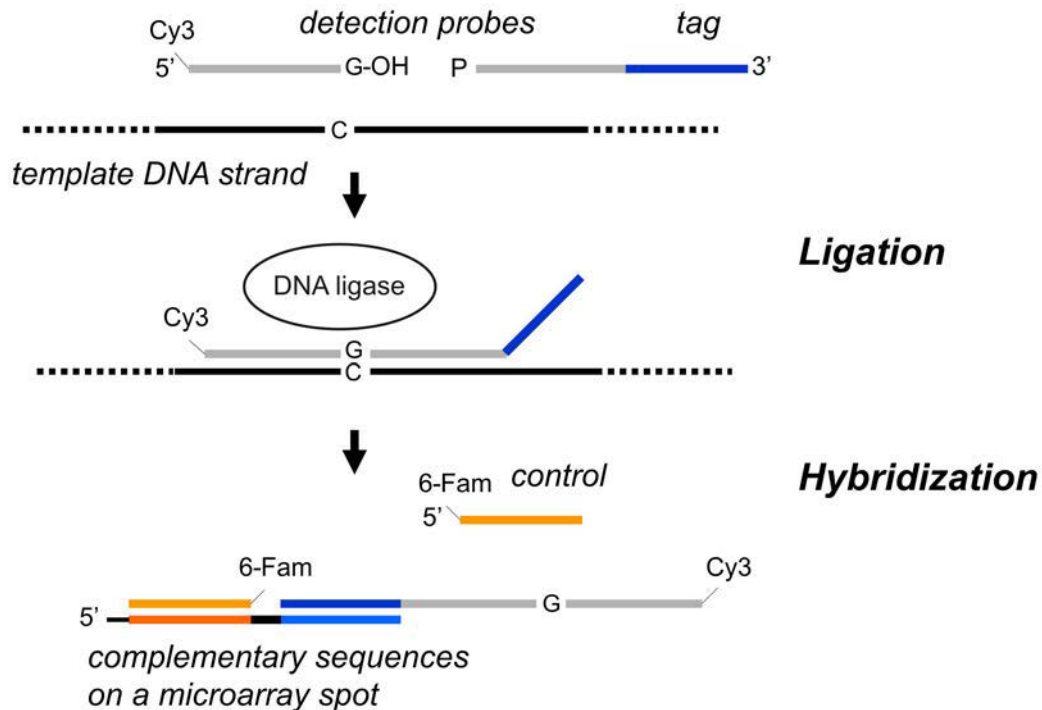 Cy3
detection probes
tag
5’
G-OH
P
3’
C
template DNA strand
Ligation
DNA ligase
Cy3
G
C
Hybridization
6-Fam
control
5’
6-Fam
Cy3
G
5’
complementary sequences
on a microarray spot